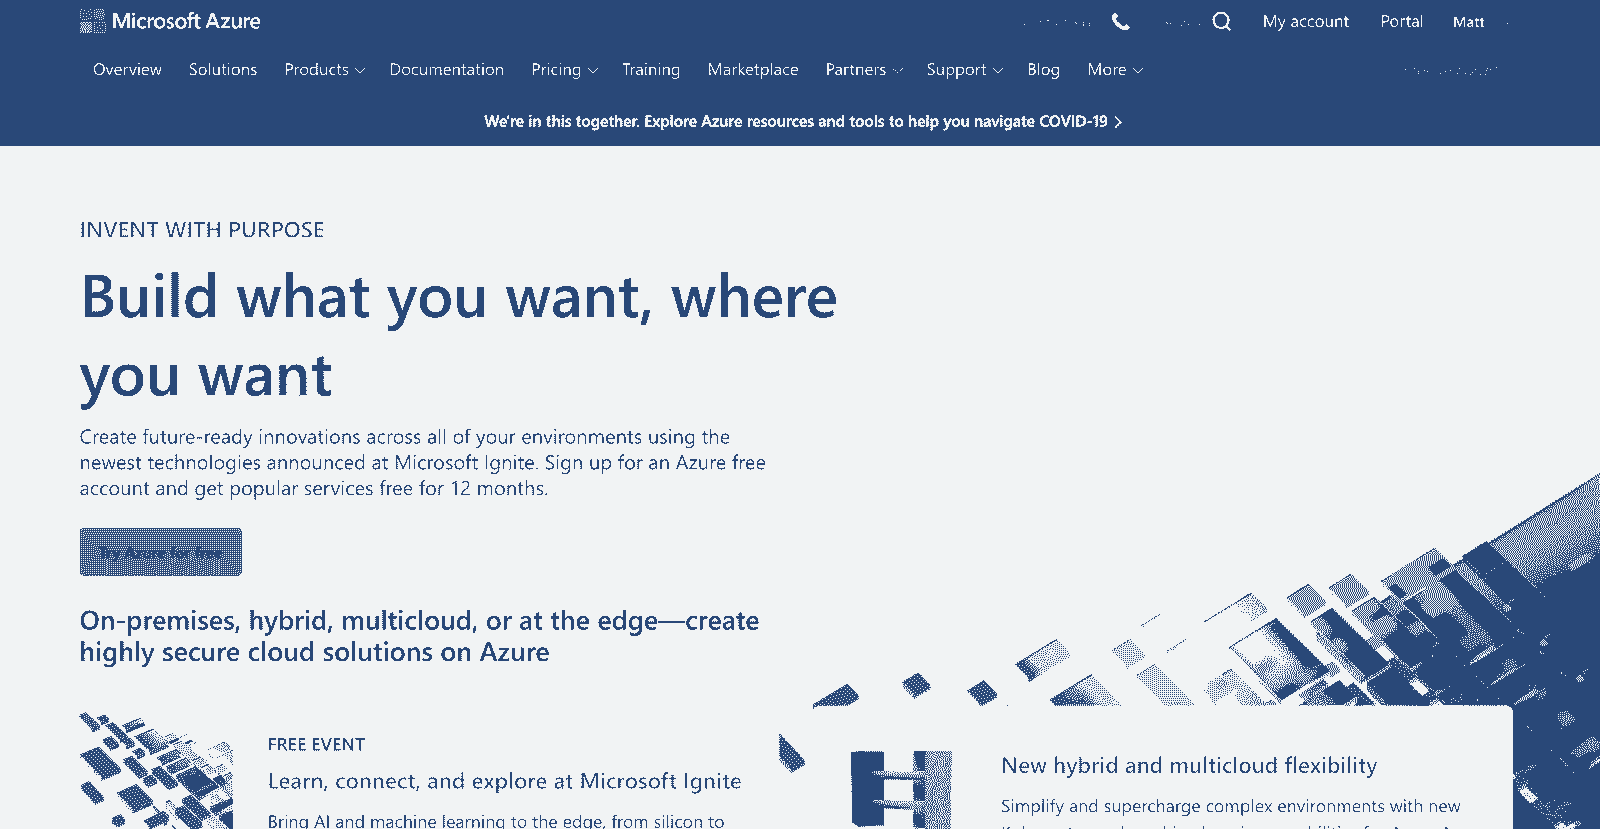 Microsoft Azure
My account Portal Matt
Overview Solutions Products Documentation Pricing Training Marketplace Partners Support Blog More
We're in this together. Explore Azure resources and tools to help you navigate COVID-19
INVENT WITH PURPOSE
Build what you want, where
you want
Create future-ready innovations across all of your environments using the
newest technologies announced at Microsoft Ignite. Sign up for an Azure free
account and get popular services free for 12 months.
Try Azure for free
On-premises, hybrid, multicloud, or at the edge—create
highly secure cloud solutions on Azure
FREE EVENT
Learn, connect, and explore at Microsoft Ignite
Bring AI and machine learning to the edge, from silicon to
New hybrid and multicloud flexibility
Simplify and supercharge complex environments with new